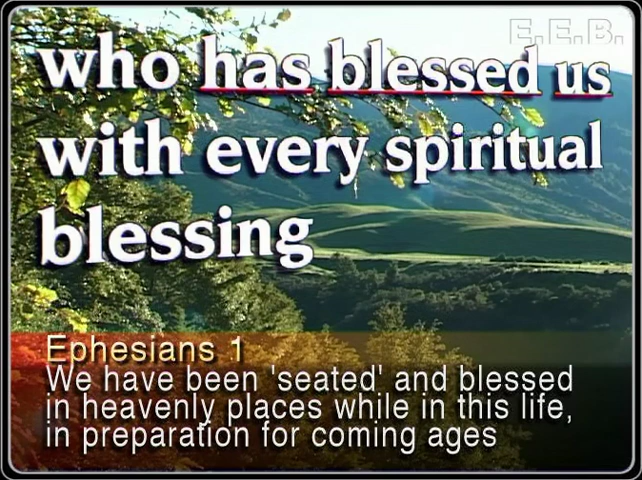 E.E.B.
who has blessed us
with every spiritual
blessing
Ephesians 1
We have been 'seated' and blessed
in heavenly places while in this life,
in preparation for coming ages